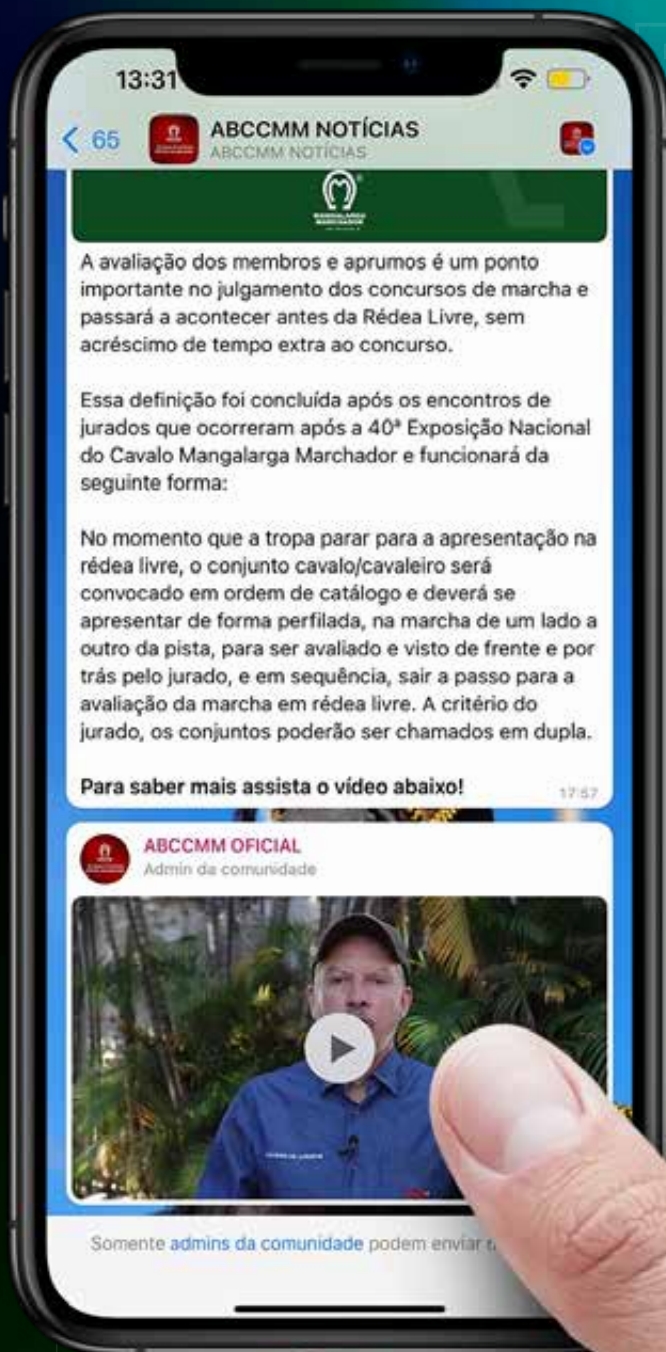 13:31
65
ABCCMM NOTÍCIAS
ABCCMM NOTÍCIAS
MANGALARGA
MARCHADOR
A avaliação dos membros e aprumos é um ponto
importante no julgamento dos concursos de marcha e
passará a acontecer antes da Rédea Livre, sem
acréscimo de tempo extra ao concurso.
Essa definição foi concluída após os encontros de
jurados que ocorreram após a 40ª Exposição Nacional
do Cavalo Mangalarga Marchador e funcionará da
seguinte forma:
No momento que a tropa parar para a apresentação na
rédea livre, o conjunto cavalo/cavaleiro será
convocado em ordem de catálogo e deverá se
apresentar de forma perfilada, na marcha de um lado a
outro da pista, para ser avaliado e visto de frente e por
trás pelo jurado, e em sequência, sair a passo para a
avaliação da marcha em rédea livre. A critério do
jurado, os conjuntos poderão ser chamados em dupla.
Para saber mais assista o vídeo abaixo!
17:57
ABCCMM OFICIAL
Admin da comunidade
Somente admins da comunidade podem enviar